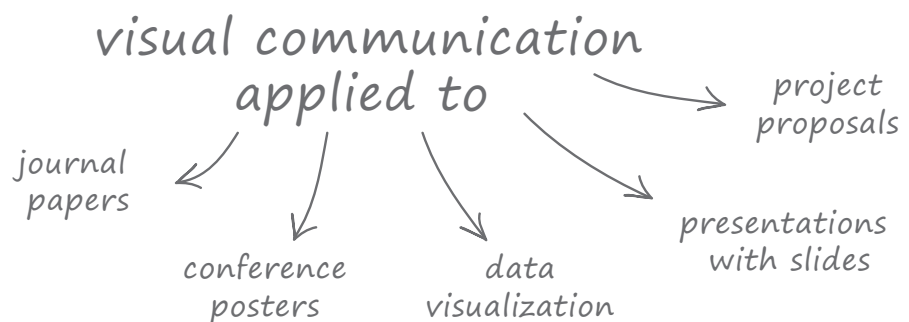 visual communication
applied to
project
proposals
journal
papers
presentations
with slides
conference
posters
data
visualization